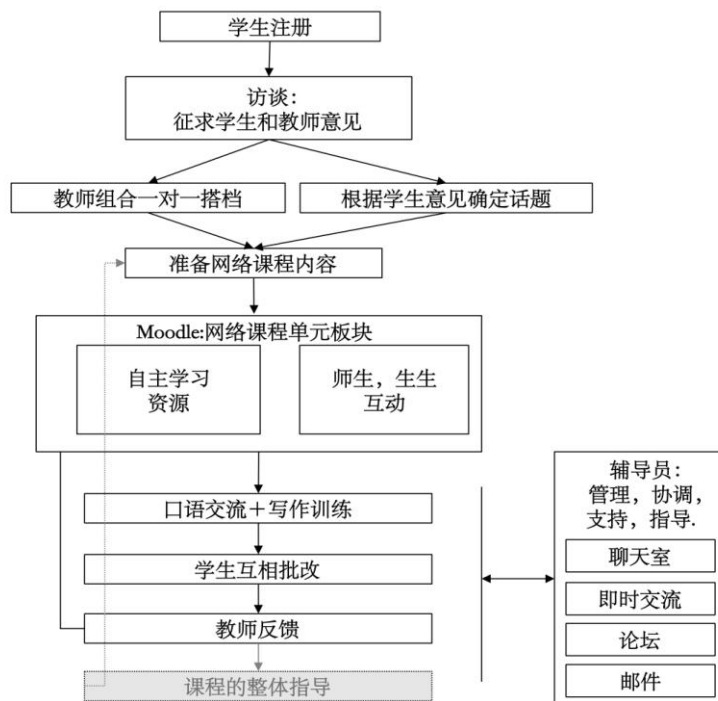 学生注册
访谈：
征求学生和教师意见
教师组合一对一搭档
根据学生意见确定话题
准备网络课程内容
Moodle:网络课程单元板块
自主学习
资源
师生，生生
互动
口语交流＋写作训练
学生互相批改
教师反馈
课程的整体指导
辅导员：
管理，协调，
支持，指导.
聊天室
即时交流
论坛
邮件